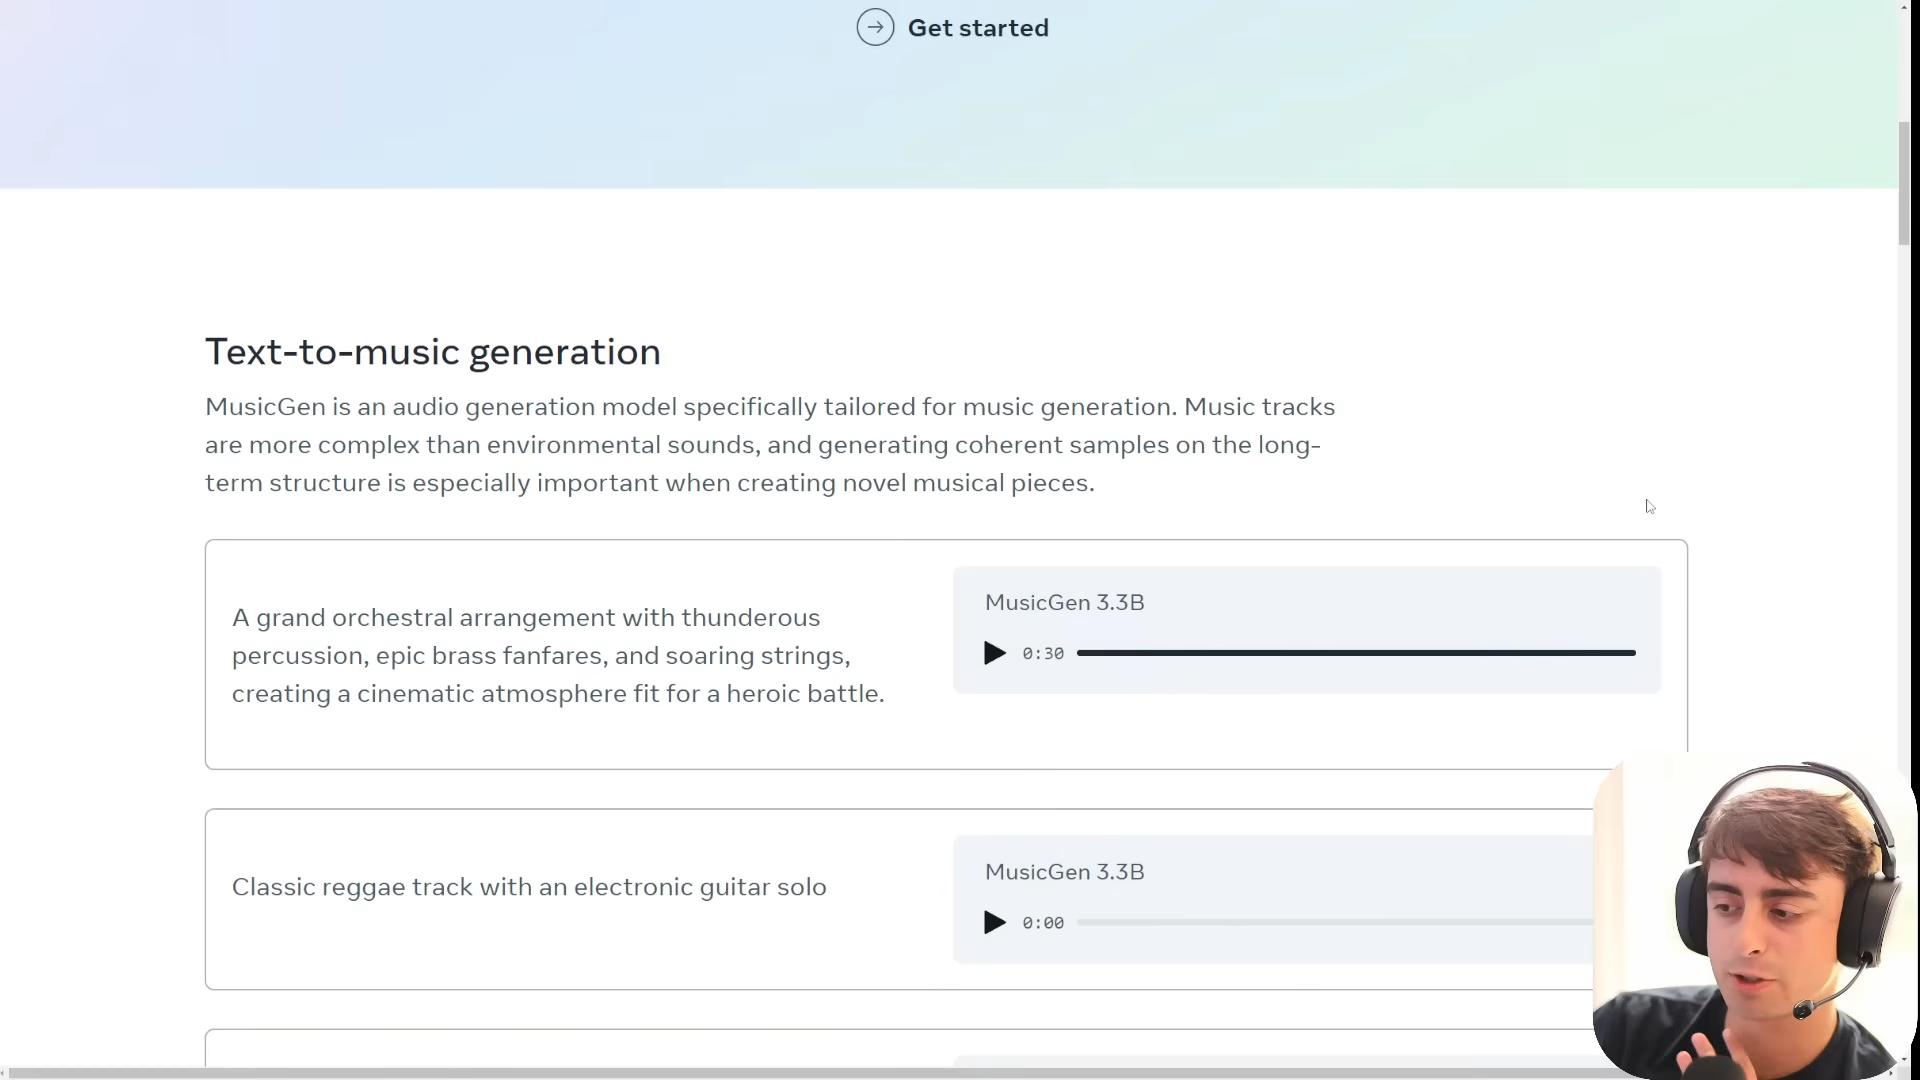 Get started
Text-to-music generation
MusicGen is an audio generation model specifically tailored for music generation. Music tracks
are more complex than environmental sounds, and generating coherent samples on the long-
term structure is especially important when creating novel musical pieces.
A grand orchestral arrangement with thunderous
percussion, epic brass fanfares, and soaring strings,
creating a cinematic atmosphere fit for a heroic battle.
MusicGen 3.3B
0:30
Classic reggae track with an electronic guitar solo
MusicGen 3.3B
0:00